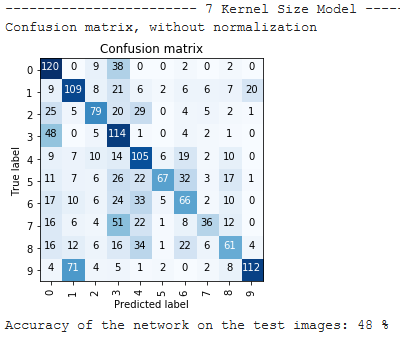 ------------------------ 7 Kernel Size Model -----
Confusion matrix, without normalization
Confusion matrix
0 120 0 9 38 0 0 2 0 2 0
1 9 109 8 21 6 2 6 6 7 20
2 25 5 79 20 29 0 4 5 2 1
3 48 0 5 114 1 0 4 2 1 0
4 9 7 10 14 105 6 19 2 10 0
5 11 7 6 26 22 67 32 3 17 1
6 17 10 6 24 33 5 66 2 10 0
7 16 6 4 51 22 1 8 36 12 0
8 16 12 6 16 34 1 22 6 61 4
9 4 71 4 5 1 2 0 2 8 112
0 1 2 3 4 5 6 7 8 9
True label
Predicted label
Accuracy of the network on the test images: 48 %